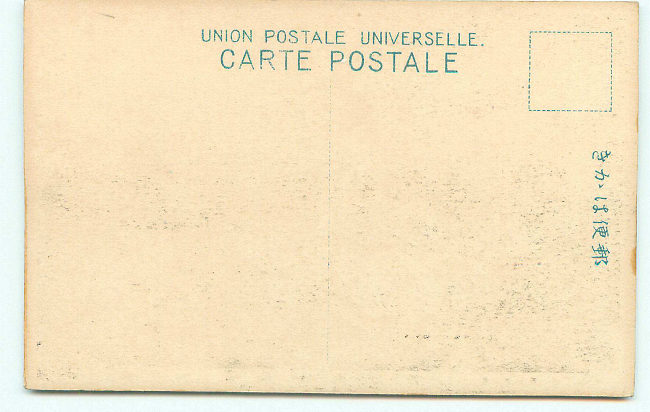 UNION POSTALE UNIVERSELLE.
CARTE POSTALE
郵便はかき